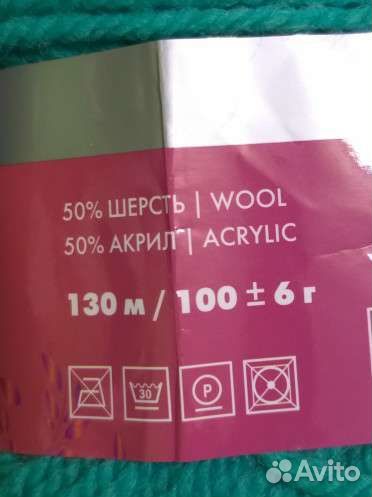 50% ШЕРСТЬ | WOOL
50% АКРИЛ | ACRYLIC
130 м / 100 ± 6 г
30 P
Avito